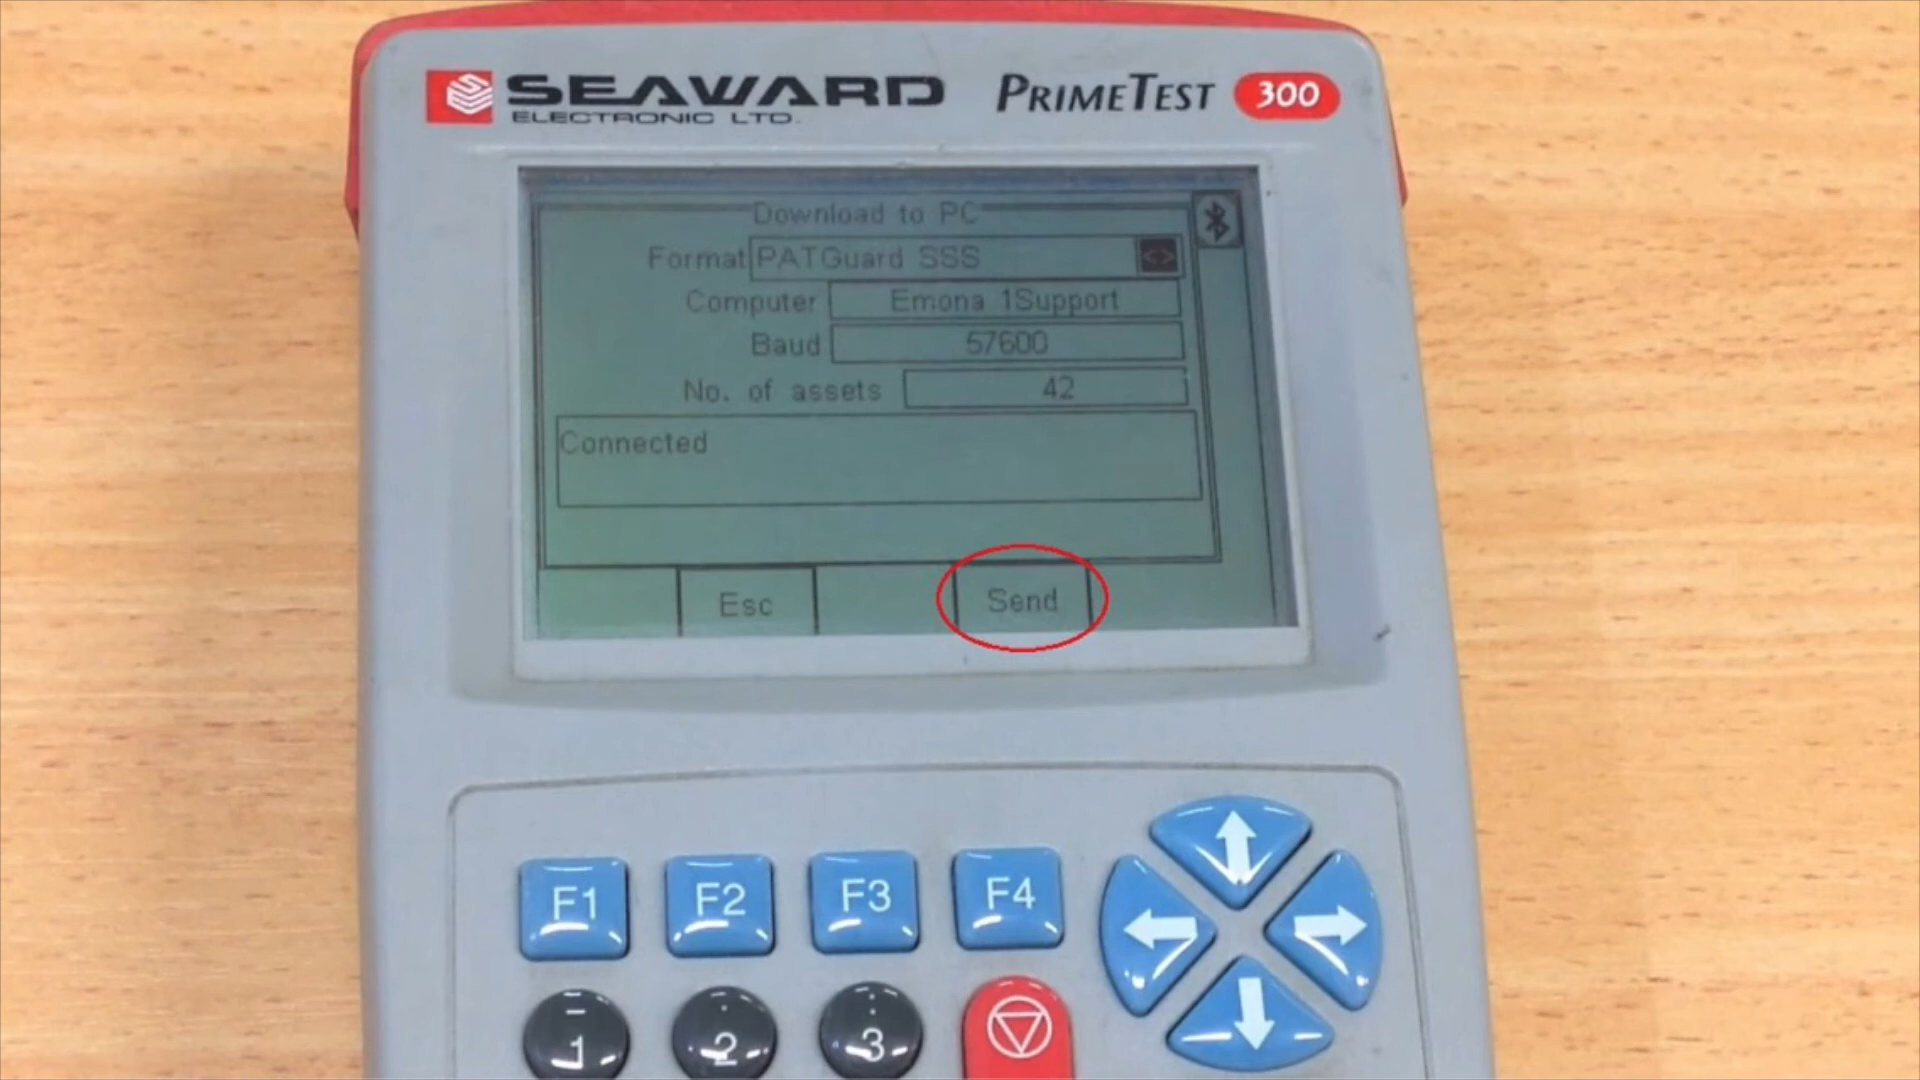 SEAWARD
ELECTRONIC LTD.
PRIMETEST 300
Download to PC
Format PATGuard SSS <>
Computer Emona 1Support
Baud 57600
No. of assets 42
Connected
Esc Send
F1 F2 F3 F4
1 2 3